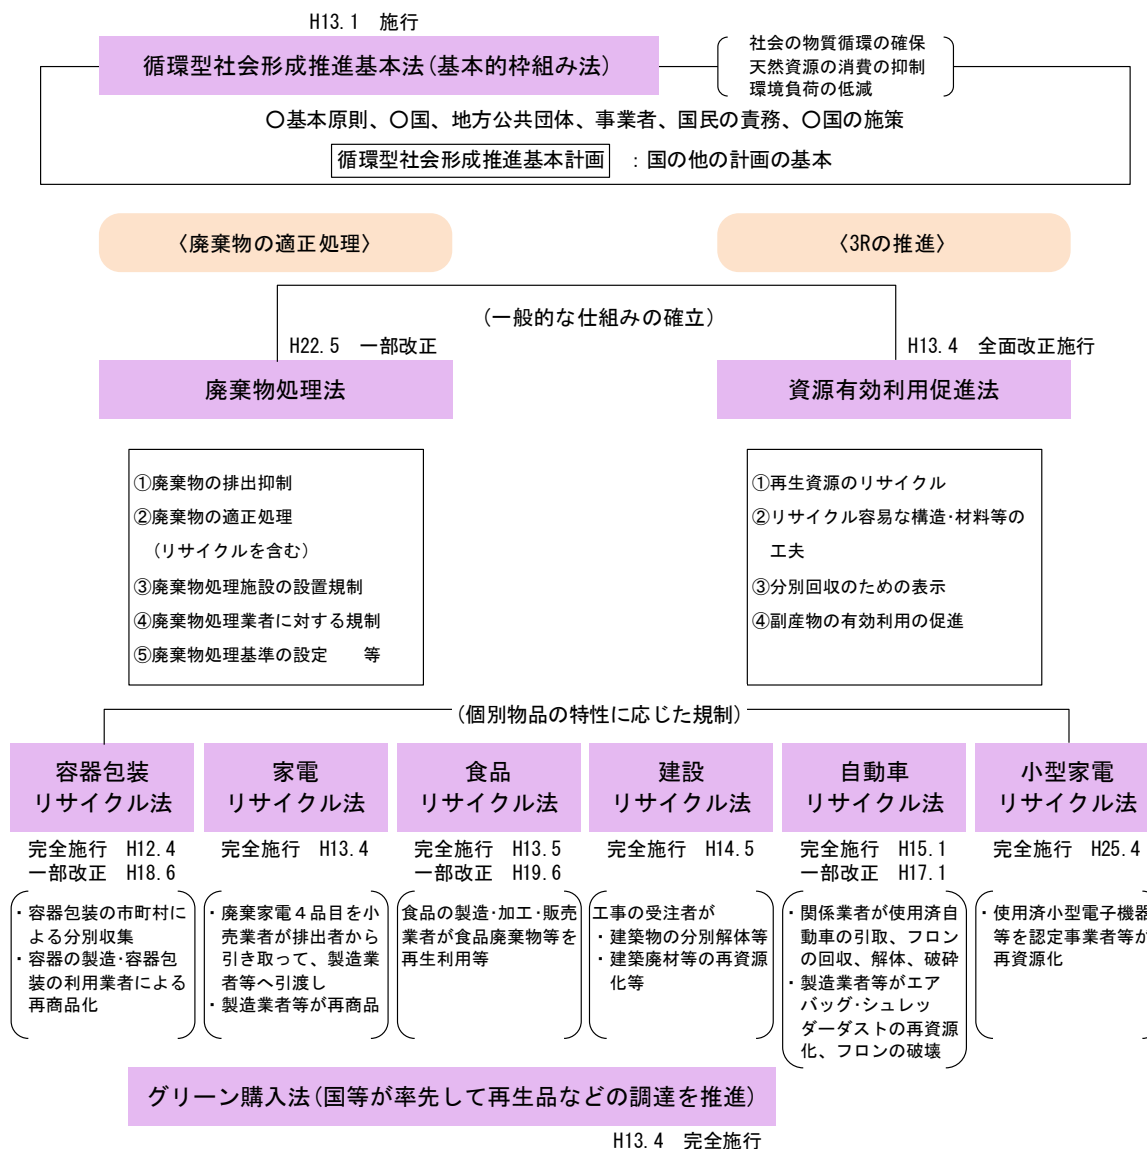 H13.1 施行
循環型社会形成推進基本法(基本的枠組み法)
社会の物質循環の確保
天然資源の消費の抑制
環境負荷の低減
〇基本原則、〇国、地方公共団体、事業者、国民の責務、〇国の施策
循環型社会形成推進基本計画 :国の他の計画の基本
〈廃棄物の適正処理〉
〈3Rの推進〉
(一般的な仕組みの確立)
H22.5 一部改正
H13.4 全面改正施行
廃棄物処理法
資源有効利用促進法
①廃棄物の排出抑制
②廃棄物の適正処理
(リサイクルを含む)
③廃棄物処理施設の設置規制
④廃棄物処理業者に対する規制
⑤廃棄物処理基準の設定 等
①再生資源のリサイクル
②リサイクル容易な構造・材料等の
工夫
③分別回収のための表示
④副産物の有効利用の促進
(個別物品の特性に応じた規制)
容器包装
リサイクル法
完全施行 H12.4
一部改正 H18.6
・容器包装の市町村に
よる分別収集
・容器の製造・容器包
装の利用業者による
再商品化
家電
リサイクル法
完全施行 H13.4
・廃棄家電4品目を小
売業者が排出者から
引き取って、製造業
者等へ引渡し
・製造業者等が再商品
食品
リサイクル法
完全施行 H13.5
一部改正 H19.6
食品の製造・加工・販売
業者が食品廃棄物等を
再生利用等
建設
リサイクル法
完全施行 H14.5
工事の受注者が
・建築物の分別解体等
・建築廃材等の再資源
化等
自動車
リサイクル法
完全施行 H15.1
一部改正 H17.1
・関係業者が使用済自
動車の引取、フロン
の回収、解体、破砕
・製造業者等がエア
バッグ・シュレッ
ダーダストの再資源
化、フロンの破壊
小型家電
リサイクル法
完全施行 H25.4
・使用済小型電子機器
等を認定事業者等が
再資源化
グリーン購入法(国等が率先して再生品などの調達を推進)
H13.4 完全施行